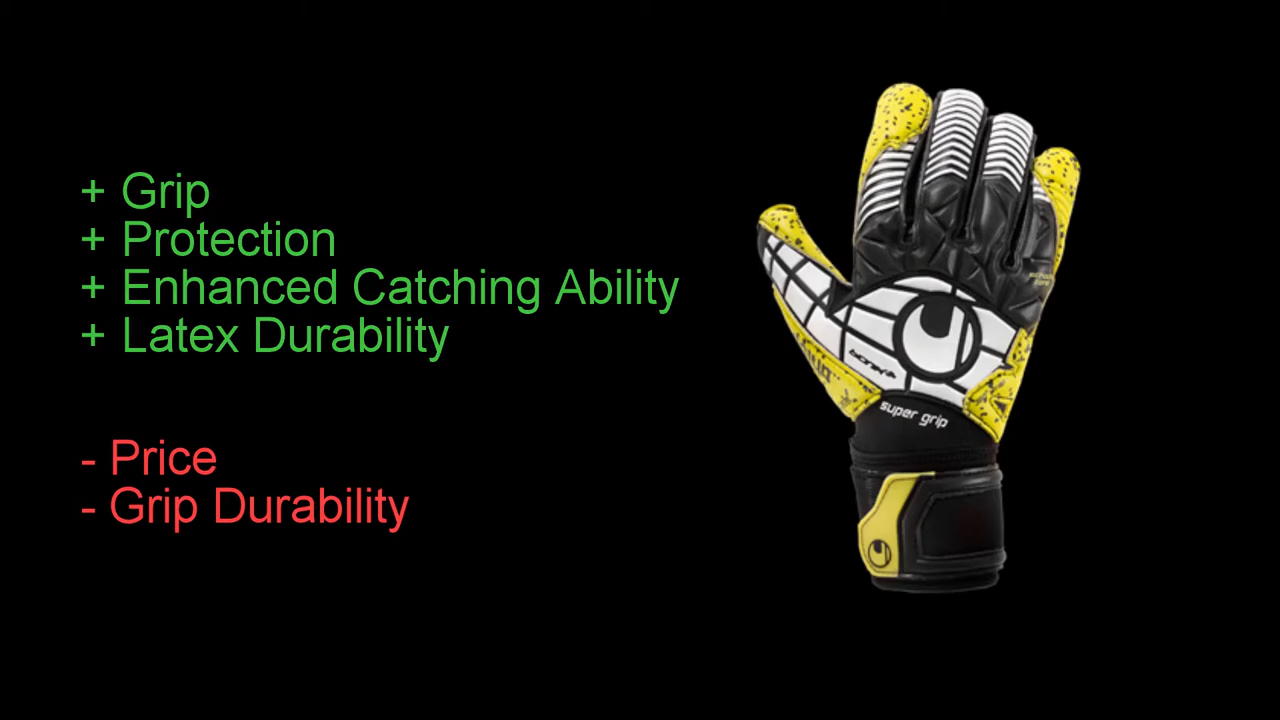 + Grip
+ Protection
+ Enhanced Catching Ability
+ Latex Durability
- Price
- Grip Durability
super grip